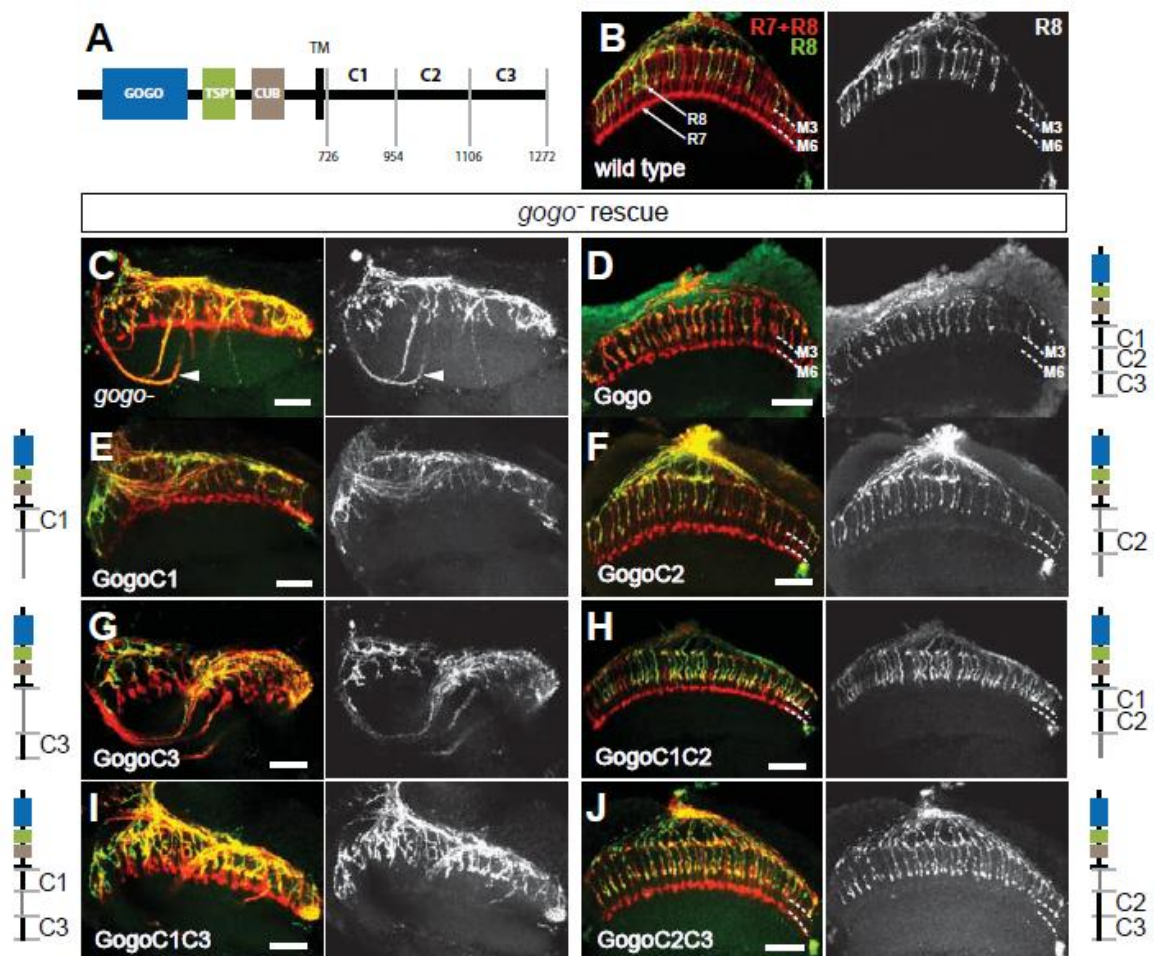 A
TM
C1 C2 C3
GOGO TSP1 CUB
726 954 1106 1272
B
R7+R8
R8
R8
R8
R7
M3
M6
M3
M6
wild type
gogo- rescue
C
gogo-
D
M3
M6
M3
M6
Gogo
C1
C2
C3
E
GogoC1
C1
F
GogoC2
C2
G
GogoC3
C3
H
GogoC1C2
C1
C2
I
GogoC1C3
C1
C3
J
GogoC2C3
C2
C3